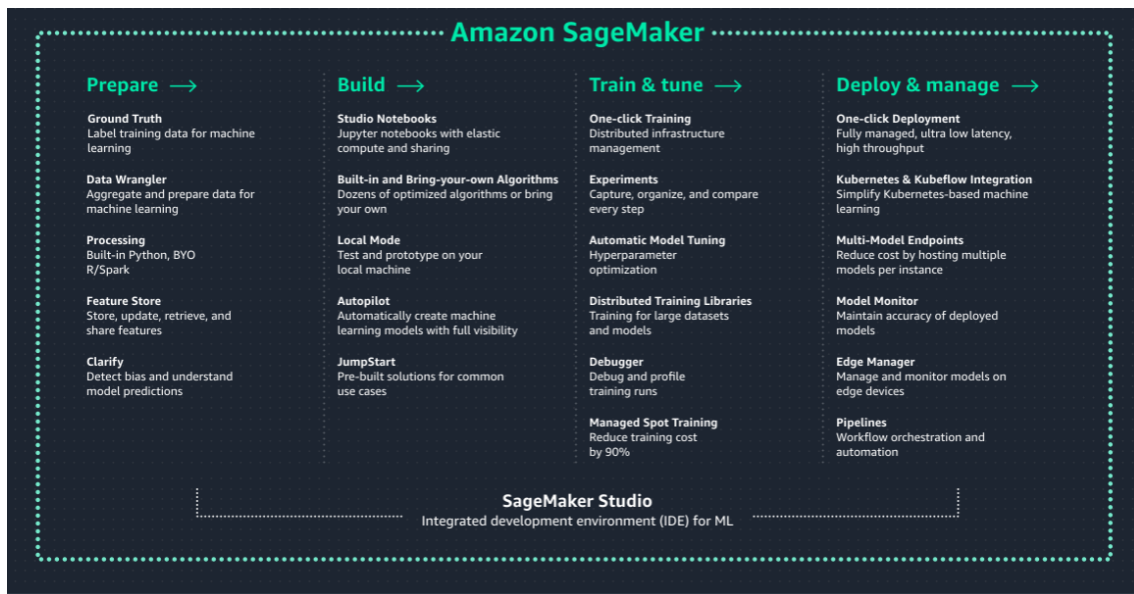 Amazon SageMaker
Prepare →
Ground Truth
Label training data for machine
learning
Data Wrangler
Aggregate and prepare data for
machine learning
Processing
Built-in Python, BYO
R/Spark
Feature Store
Store, update, retrieve, and
share features
Clarify
Detect bias and understand
model predictions
Build →
Studio Notebooks
Jupyter notebooks with elastic
compute and sharing
Built-in and Bring-your-own Algorithms
Dozens of optimized algorithms or bring
your own
Local Mode
Test and prototype on your
local machine
Autopilot
Automatically create machine
learning models with full visibility
JumpStart
Pre-built solutions for common
use cases
Train & tune →
One-click Training
Distributed infrastructure
management
Experiments
Capture, organize, and compare
every step
Automatic Model Tuning
Hyperparameter
optimization
Distributed Training Libraries
Training for large datasets
and models
Debugger
Debug and profile
training runs
Managed Spot Training
Reduce training cost
by 90%
Deploy & manage →
One-click Deployment
Fully managed, ultra low latency,
high throughput
Kubernetes & Kubeflow Integration
Simplify Kubernetes-based machine
learning
Multi-Model Endpoints
Reduce cost by hosting multiple
models per instance
Model Monitor
Maintain accuracy of deployed
models
Edge Manager
Manage and monitor models on
edge devices
Pipelines
Workflow orchestration and
automation
SageMaker Studio
Integrated development environment (IDE) for ML